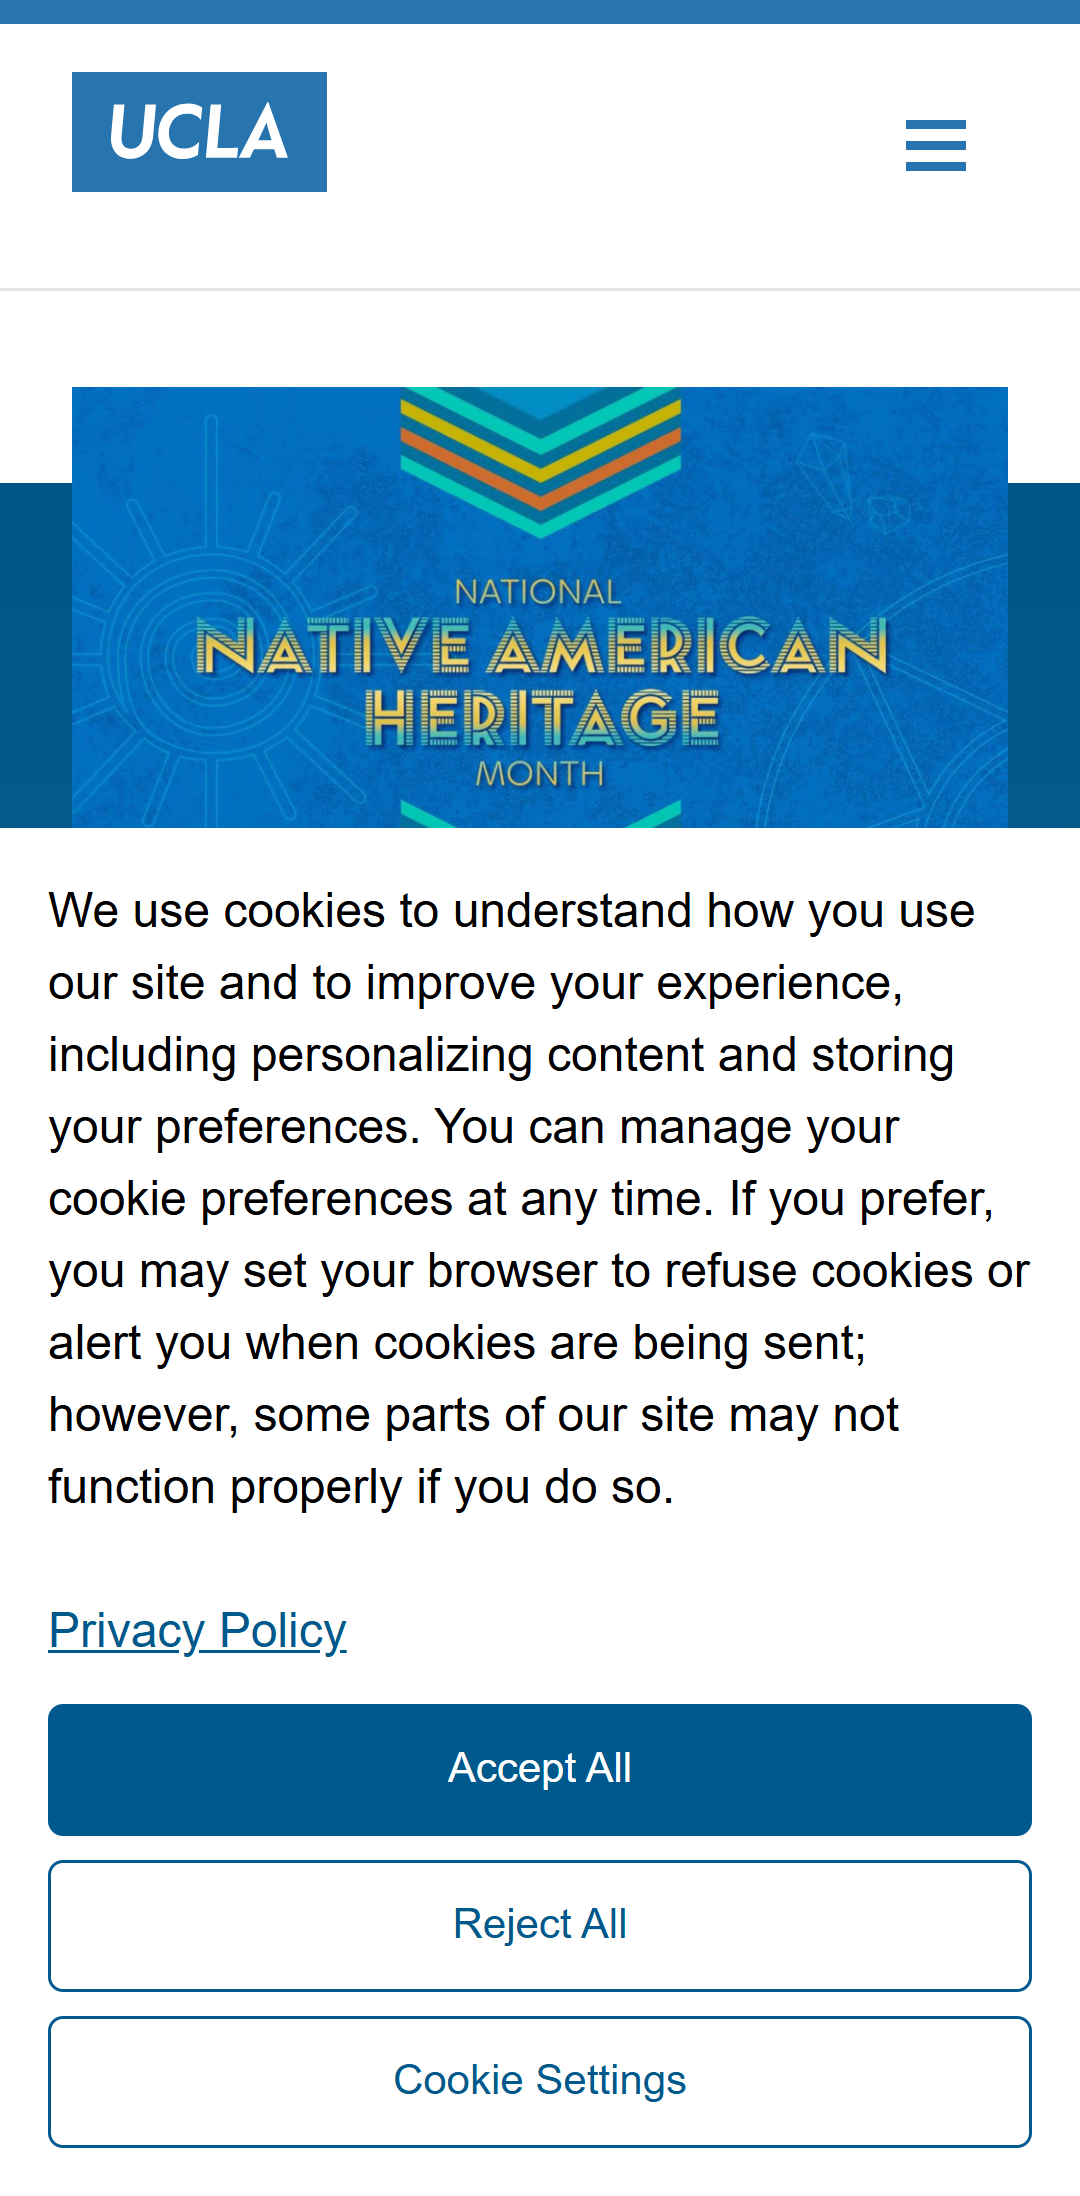 UCLA
NATIONAL
NATIVE AMERICAN
HERITAGE
MONTH
We use cookies to understand how you use
our site and to improve your experience,
including personalizing content and storing
your preferences. You can manage your
cookie preferences at any time. If you prefer,
you may set your browser to refuse cookies or
alert you when cookies are being sent;
however, some parts of our site may not
function properly if you do so.
Privacy Policy
Accept All
Reject All
Cookie Settings